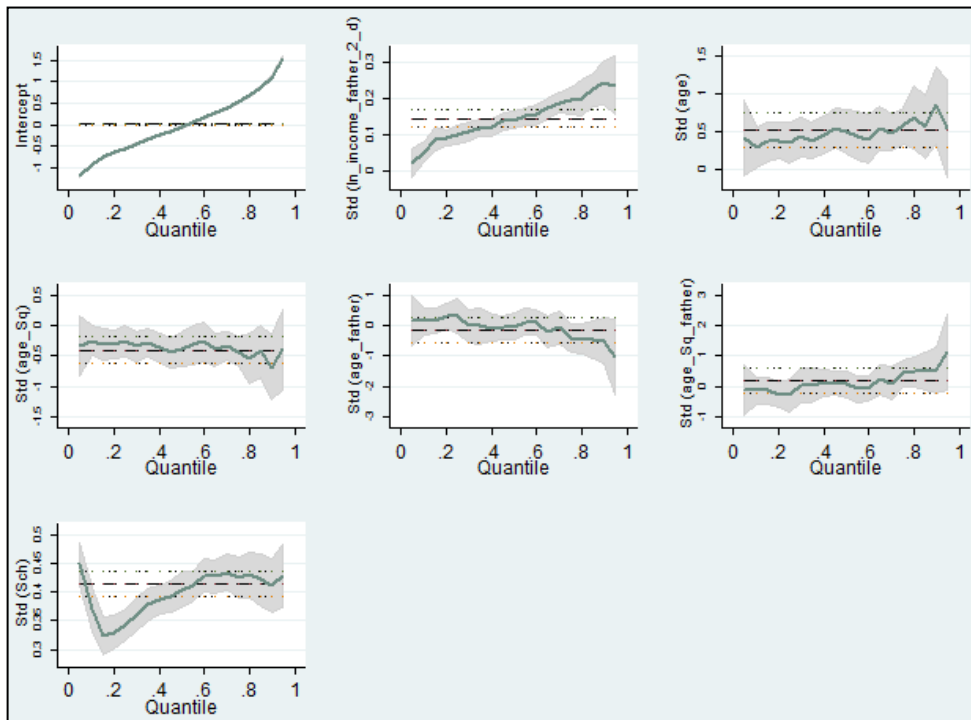 Intercept
-1 -0.5 0 0.5 1 1.5
0 .2 .4 .6 .8 1
Quantile
Std (ln_income_father_2_d)
0 0.1 0.2 0.3
0 .2 .4 .6 .8 1
Quantile
Std (age)
0 0.5 1 1.5
0 .2 .4 .6 .8 1
Quantile
Std (age_Sq)
-1.5 -1 -0.5 0 0.5
0 .2 .4 .6 .8 1
Quantile
Std (age_father)
-3 -2 -1 0 1
0 .2 .4 .6 .8 1
Quantile
Std (age_Sq_father)
-1 0 1 2 3
0 .2 .4 .6 .8 1
Quantile
Std (Sch)
0.3 0.35 0.4 0.45 0.5
0 .2 .4 .6 .8 1
Quantile